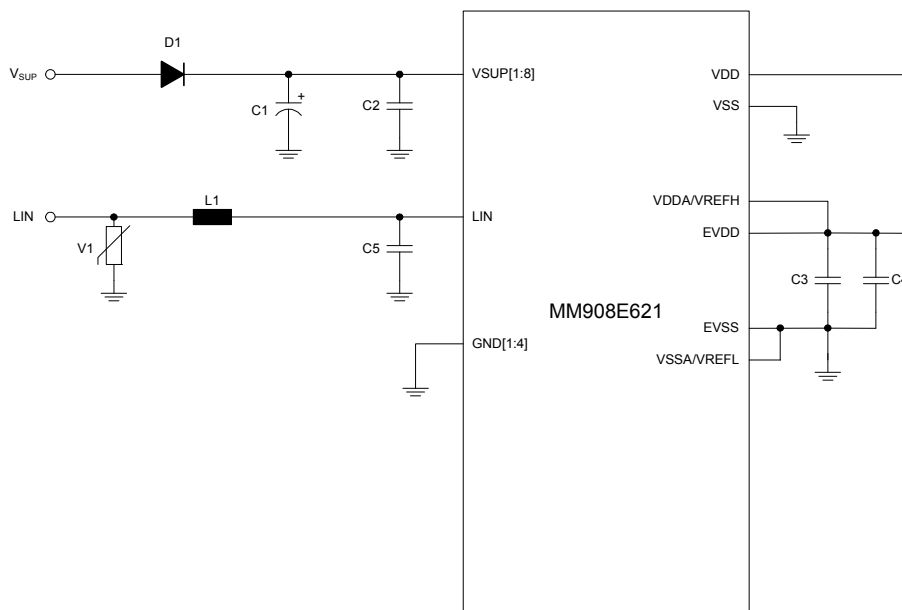 D1
VSUP
VSUP[1:8]
VDD
C1
+
C2
VSS
L1
VDDA/VREFH
LIN
LIN
EVDD
V1
C5
C3
MM908E621
EVSS
GND[1:4]
VSSA/VREFL